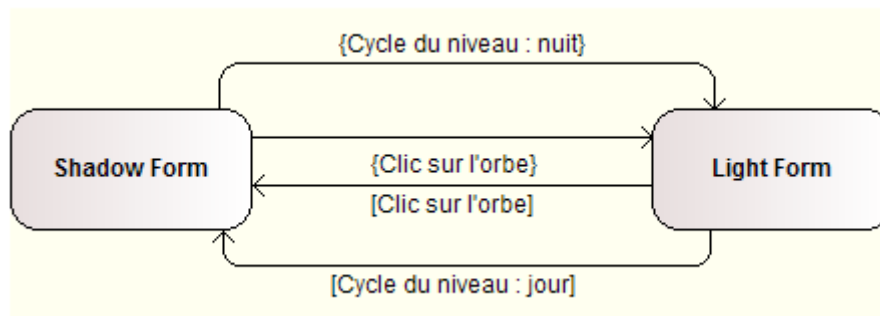 {Cycle du niveau : nuit}
Shadow Form
{Clic sur l'orbe}
[Clic sur l'orbe]
Light Form
[Cycle du niveau : jour]